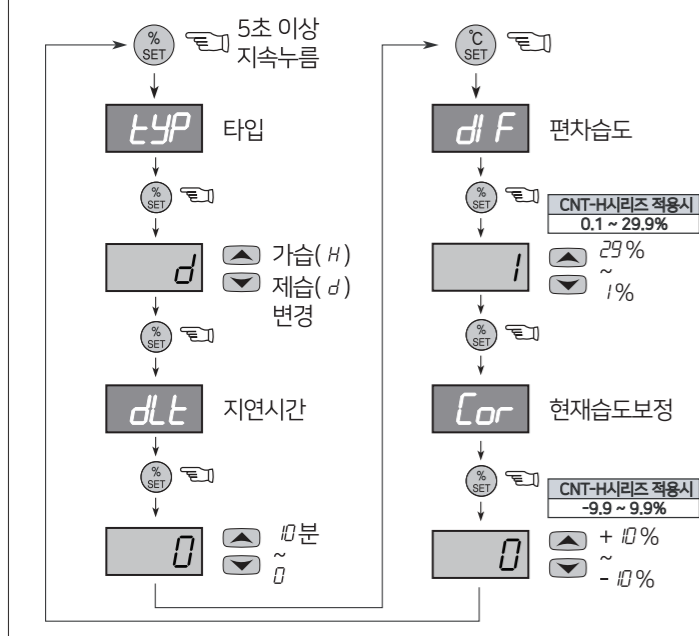 % SET
5초 이상
지속누름
tYP
타입
% SET
d
가습( H )
제습( d )
변경
% SET
dLt
지연시간
% SET
0
10분
~
0
°C SET
dIF
편차습도
% SET
CNT-H시리즈 적용시
0.1 ~ 29.9%
1
29%
~
1%
% SET
Cor
현재습도보정
% SET
CNT-H시리즈 적용시
-9.9 ~ 9.9%
0
+ 10%
~
- 10%